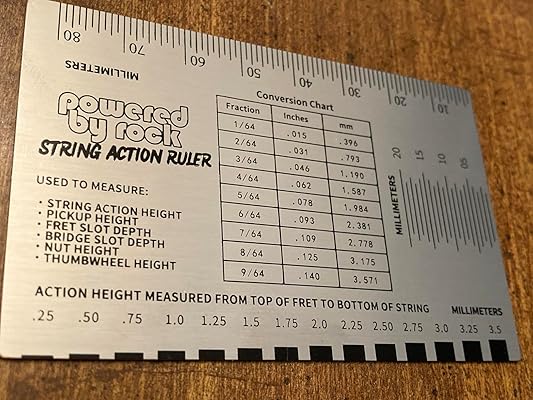 80 70 60 50 40 30 20 10
MILLIMETERS
powered
by rock
STRING ACTION RULER
USED TO MEASURE:
· STRING ACTION HEIGHT
· PICKUP HEIGHT
· FRET SLOT DEPTH
· BRIDGE SLOT DEPTH
· NUT HEIGHT
· THUMBWHEEL HEIGHT
Conversion Chart
Fraction Inches mm
1/64 .015 .396
2/64 .031 .793
3/64 .046 1.190
4/64 .062 1.587
5/64 .078 1.984
6/64 .093 2.381
7/64 .109 2.778
8/64 .125 3.175
9/64 .140 3.571
MILLIMETERS 20 15 10 05
ACTION HEIGHT MEASURED FROM TOP OF FRET TO BOTTOM OF STRING MILLIMETERS
.25 .50 .75 1.0 1.25 1.5 1.75 2.0 2.25 2.50 2.75 3.0 3.25 3.5